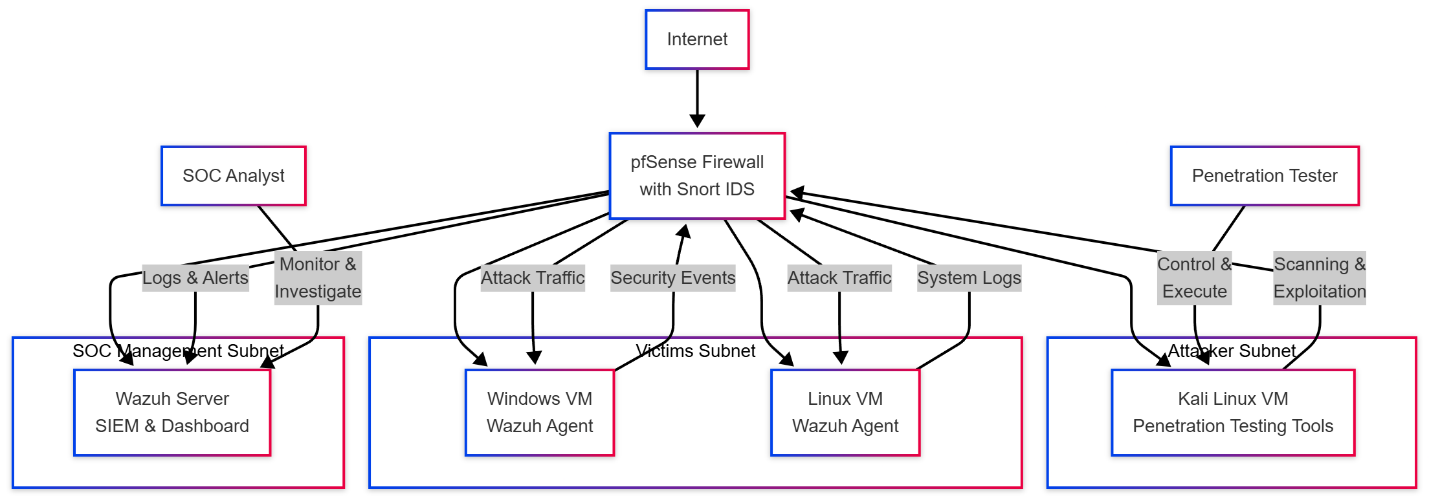 Internet
pfSense Firewall
with Snort IDS
SOC Analyst
Penetration Tester
Logs & Alerts
Monitor &
Investigate
Attack Traffic
Security Events
Attack Traffic
System Logs
Control &
Execute
Scanning &
Exploitation
SOC Management Subnet
Victims Subnet
Attacker Subnet
Wazuh Server
SIEM & Dashboard
Windows VM
Wazuh Agent
Linux VM
Wazuh Agent
Kali Linux VM
Penetration Testing Tools